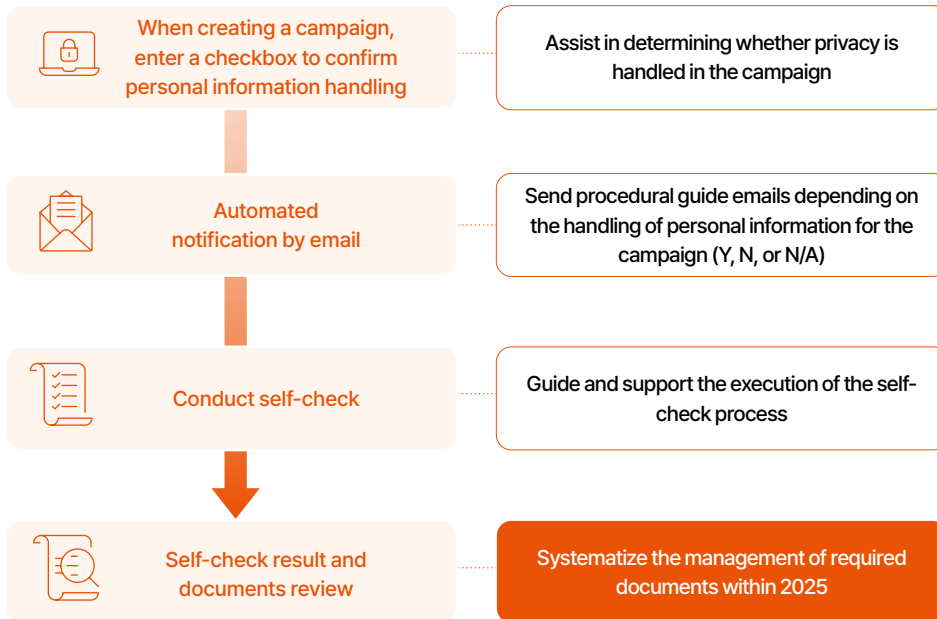 When creating a campaign,
enter a checkbox to confirm
personal information handling
Assist in determining whether privacy is
handled in the campaign
Automated
notification by email
Send procedural guide emails depending on
the handling of personal information for the
campaign (Y, N, or N/A)
Conduct self-check
Guide and support the execution of the self-
check process
Self-check result and
documents review
Systematize the management of required
documents within 2025